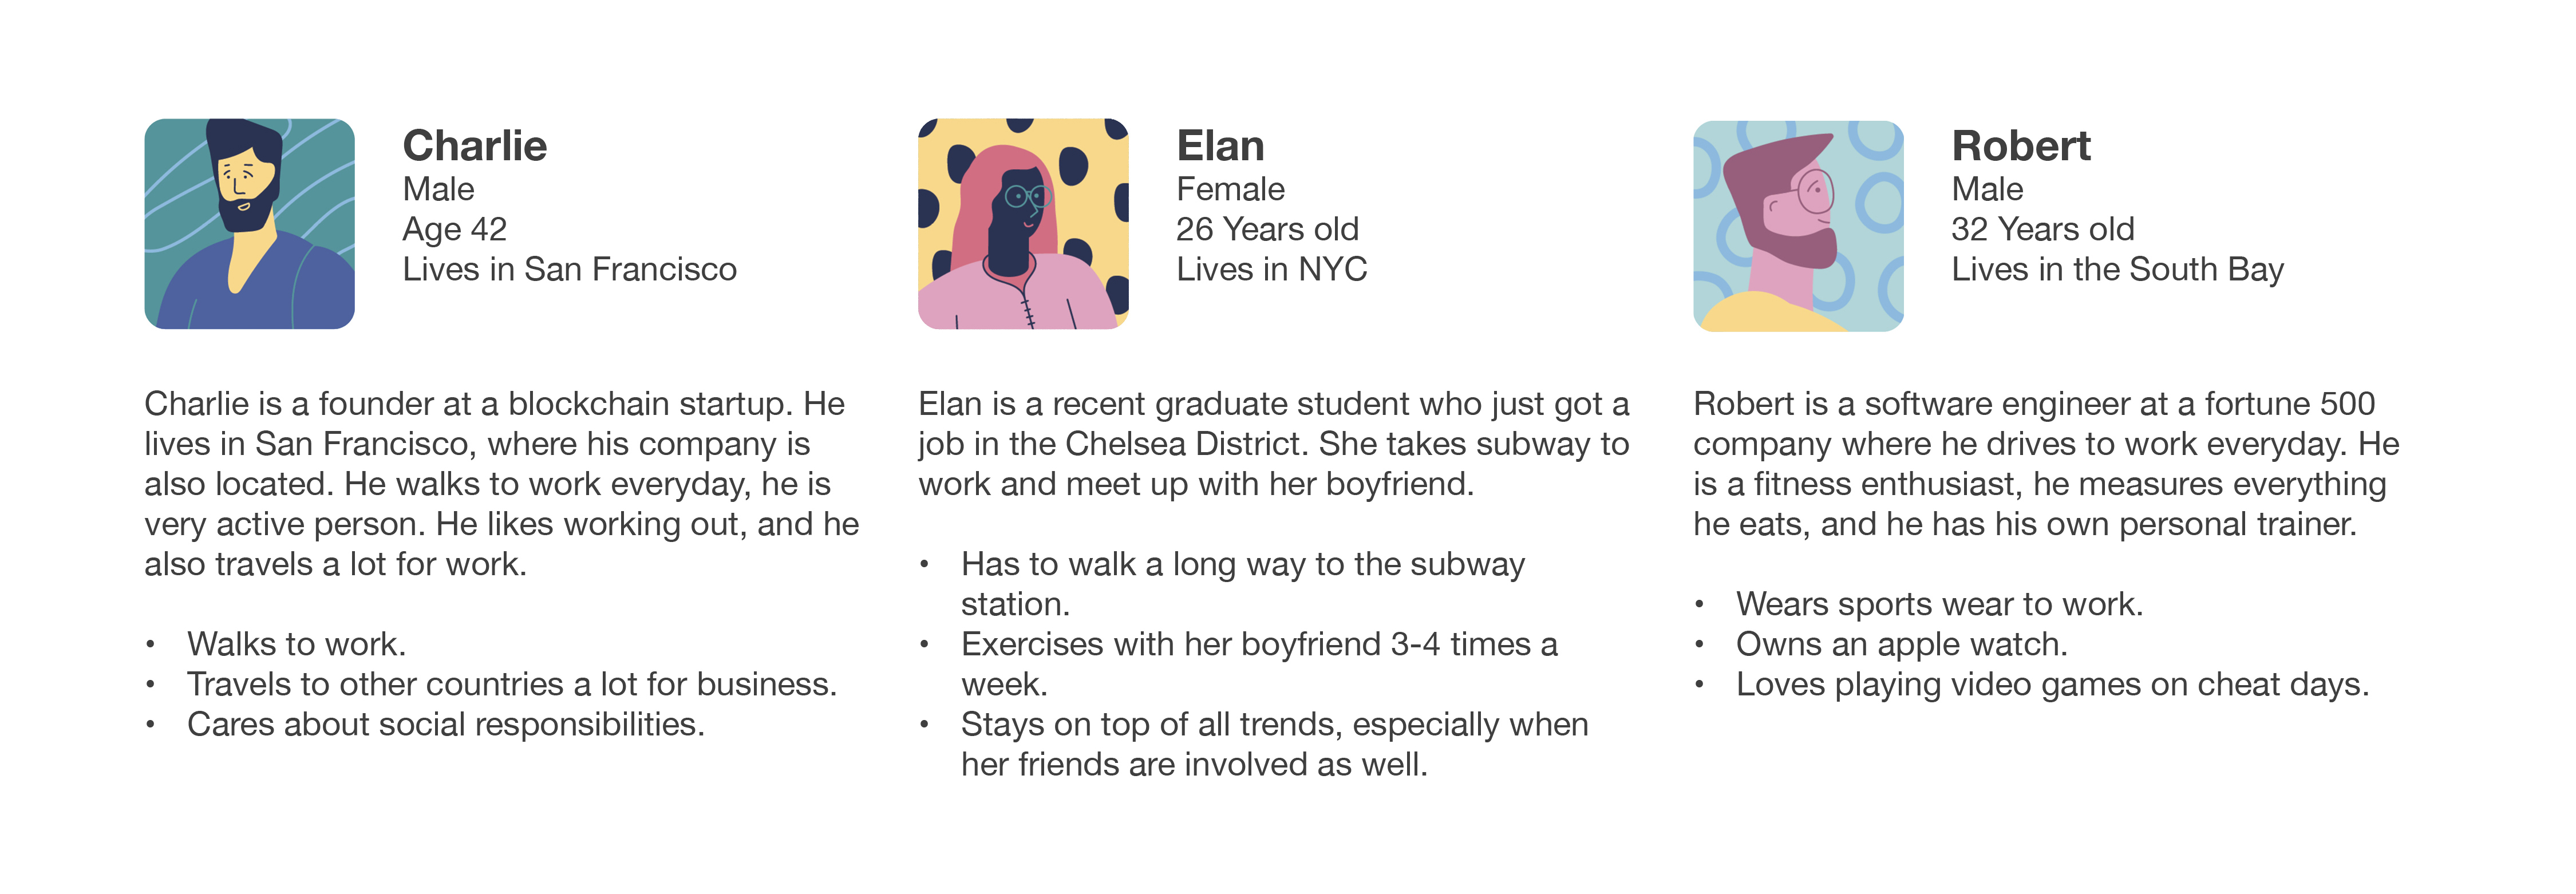 Charlie
Male
Age 42
Lives in San Francisco
Charlie is a founder at a blockchain startup. He
lives in San Francisco, where his company is
also located. He walks to work everyday, he is
very active person. He likes working out, and he
also travels a lot for work.
• Walks to work.
• Travels to other countries a lot for business.
• Cares about social responsibilities.
Elan
Female
26 Years old
Lives in NYC
Elan is a recent graduate student who just got a
job in the Chelsea District. She takes subway to
work and meet up with her boyfriend.
• Has to walk a long way to the subway
station.
• Exercises with her boyfriend 3-4 times a
week.
• Stays on top of all trends, especially when
her friends are involved as well.
Robert
Male
32 Years old
Lives in the South Bay
Robert is a software engineer at a fortune 500
company where he drives to work everyday. He
is a fitness enthusiast, he measures everything
he eats, and he has his own personal trainer.
• Wears sports wear to work.
• Owns an apple watch.
• Loves playing video games on cheat days.